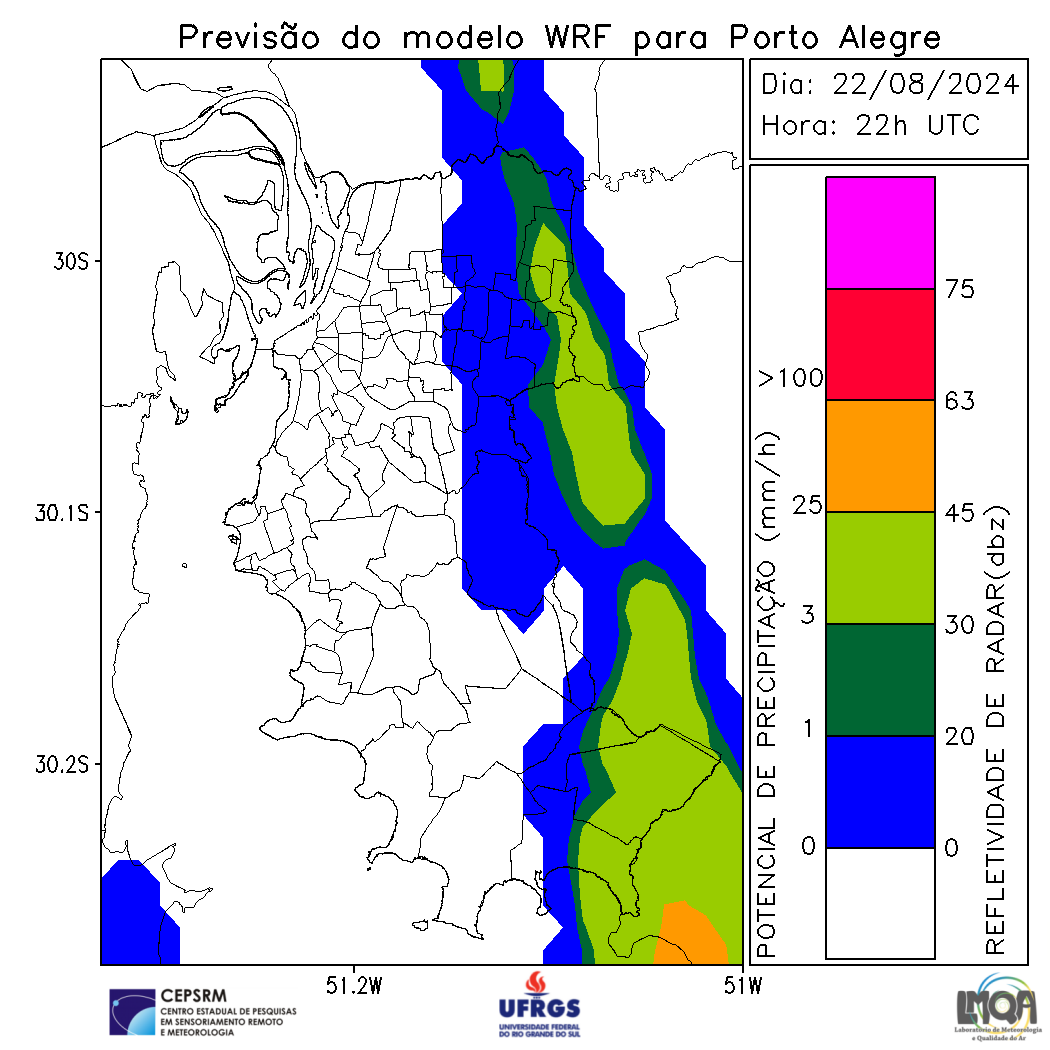 Previsão do modelo WRF para Porto Alegre
Dia: 22/08/2024
Hora: 22h UTC
30S
30.1S
30.2S
51.2W
51W
POTENCIAL DE PRECIPITAÇÃO (mm/h)
>100
25
3
1
0
75
63
45
30
20
0
REFLETIVIDADE DE RADAR(dbz)
CEPSRM
CENTRO ESTADUAL DE PESQUISAS
EM SENSORIAMENTO REMOTO
E METEOROLOGIA
UFRGS
UNIVERSIDADE FEDERAL
DO RIO GRANDE DO SUL
LMQA
Laboratório de Meteorologia
e Qualidade do Ar